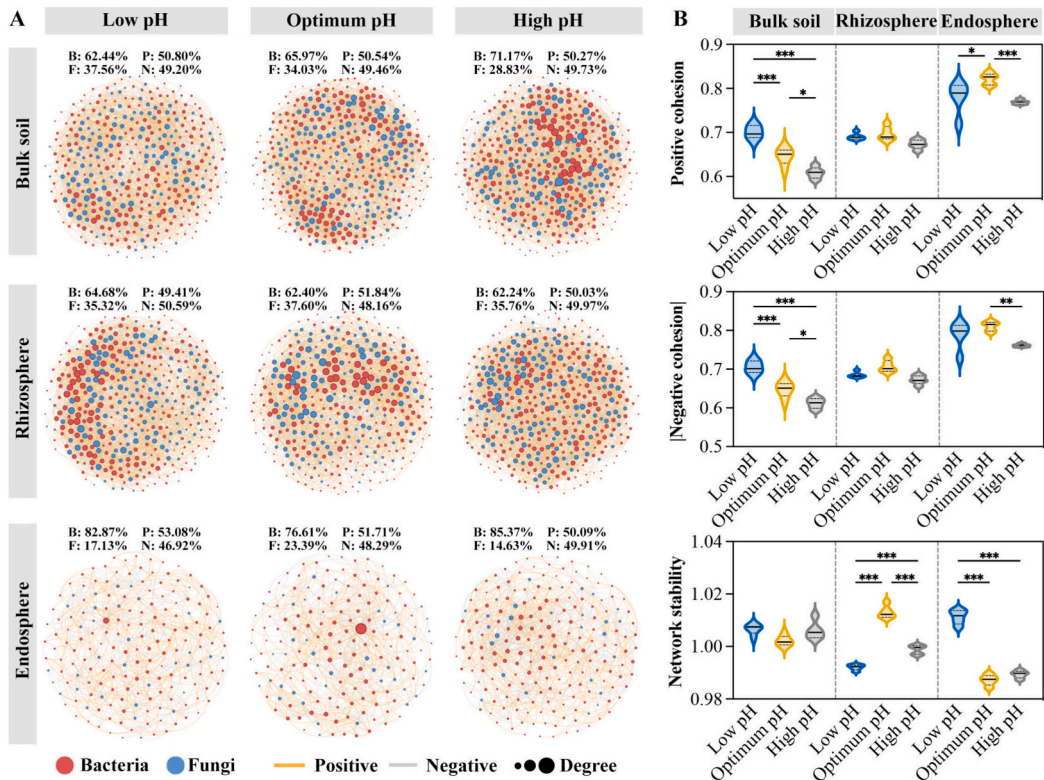 A
Low pH
Optimum pH
High pH
Bulk soil
B: 62.44% P: 50.80%
F: 37.56% N: 49.20%
B: 65.97% P: 50.54%
F: 34.03% N: 49.46%
B: 71.17% P: 50.27%
F: 28.83% N: 49.73%
Rhizosphere
B: 64.68% P: 49.41%
F: 35.32% N: 50.59%
B: 62.40% P: 51.84%
F: 37.60% N: 48.16%
B: 62.24% P: 50.03%
F: 35.76% N: 49.97%
Endosphere
B: 82.87% P: 53.08%
F: 17.13% N: 46.92%
B: 76.61% P: 51.71%
F: 23.39% N: 48.29%
B: 85.37% P: 50.09%
F: 14.63% N: 49.91%
Bacteria Fungi Positive Negative Degree
B
Bulk soil Rhizosphere Endosphere
Positive cohesion
0.9
0.8
0.7
0.6
***
***
*
*
***
Low pH
Optimum pH
High pH
Low pH
Optimum pH
High pH
Low pH
Optimum pH
High pH
|Negative cohesion|
0.9
0.8
0.7
0.6
0.5
***
***
*
**
Low pH
Optimum pH
High pH
Low pH
Optimum pH
High pH
Low pH
Optimum pH
High pH
Network stability
1.04
1.02
1.00
0.98
***
*** ***
***
***
Low pH
Optimum pH
High pH
Low pH
Optimum pH
High pH
Low pH
Optimum pH
High pH